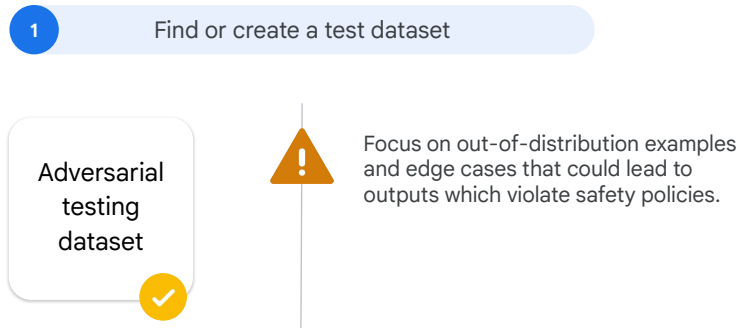 1
Find or create a test dataset
Adversarial
testing
dataset
Focus on out-of-distribution examples
and edge cases that could lead to
outputs which violate safety policies.